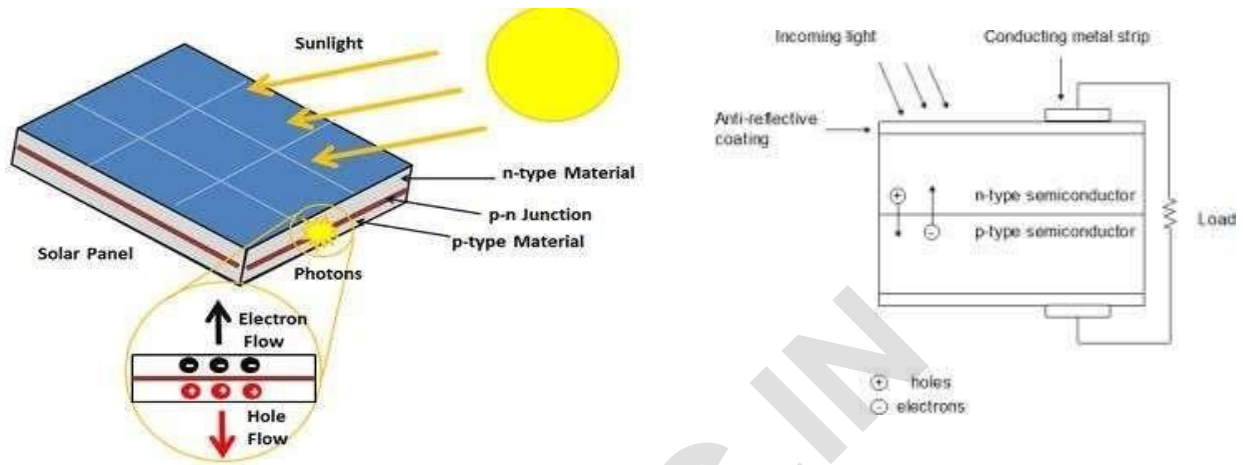 Sunlight
n-type Material
p-n Junction
p-type Material
Solar Panel
Photons
Electron
Flow
Hole
Flow
Incoming light
Conducting metal strip
Anti-reflective
coating
n-type semiconductor
p-type semiconductor
Load
+ holes
- electrons